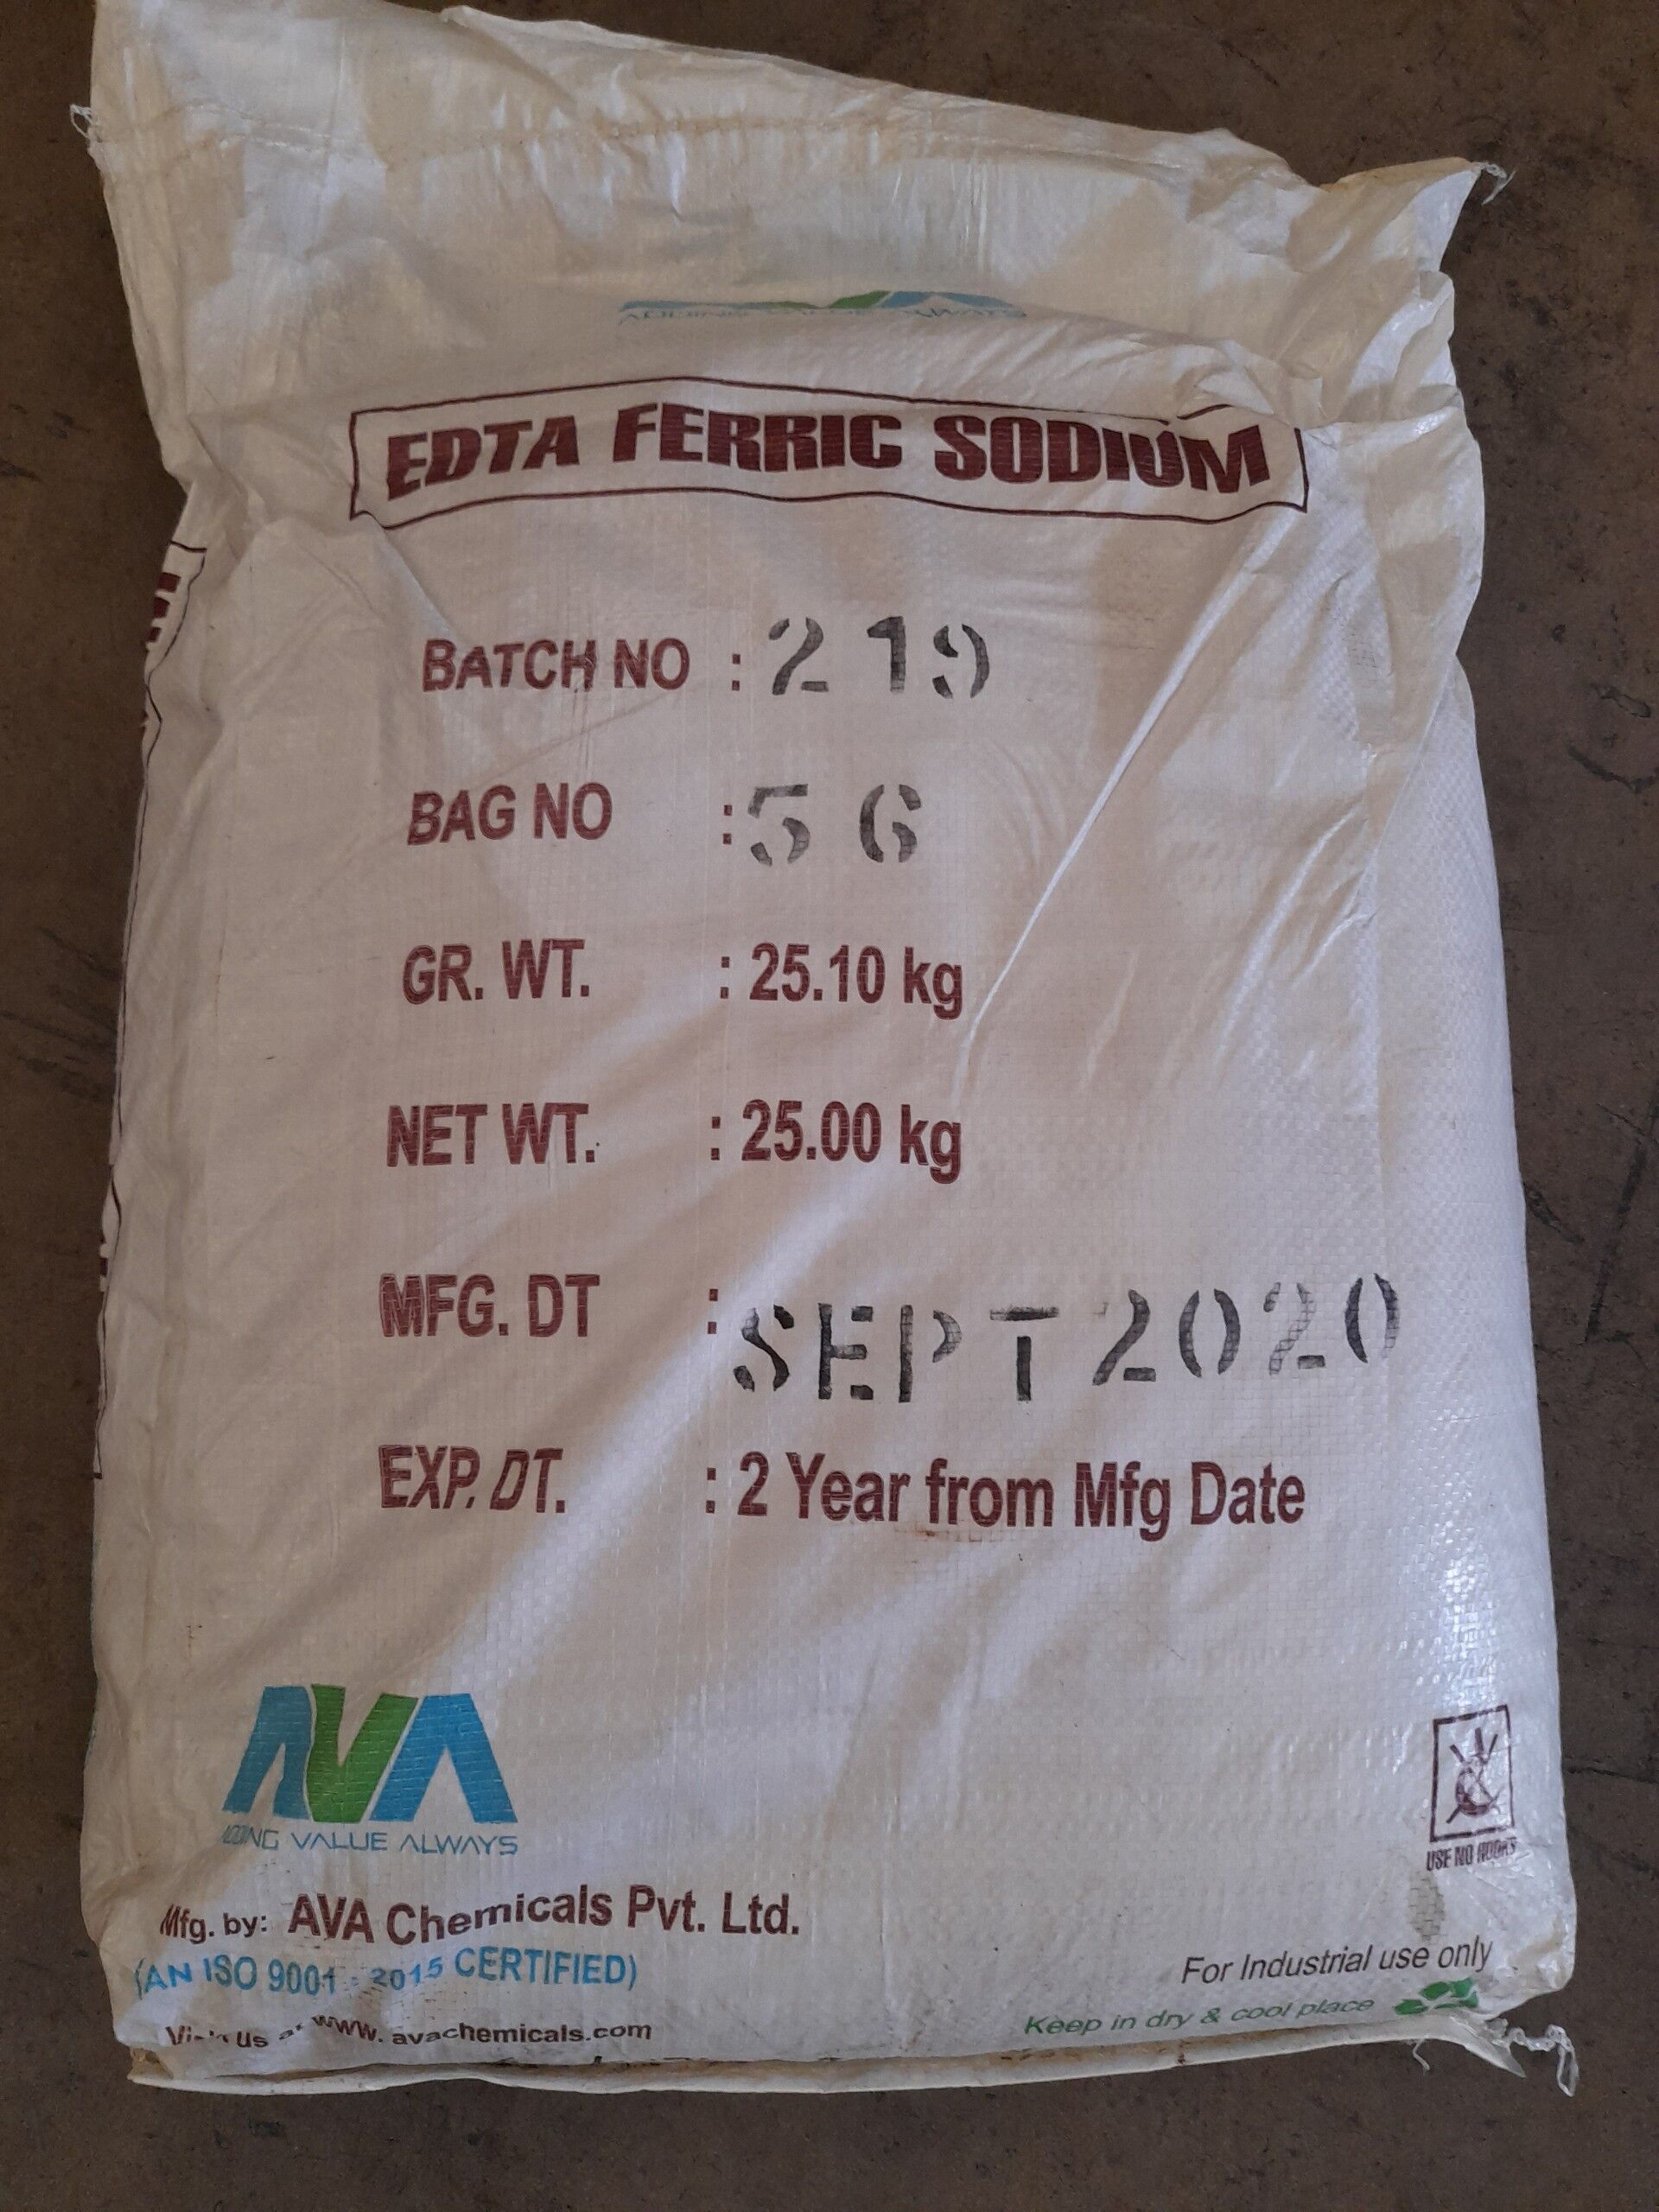 EDTA FERRIC SODIUM
BATCH NO : 219
BAG NO : 56
GR. WT. : 25.10 kg
NET WT. : 25.00 kg
MFG. DT : SEPT 2020
EXP. DT. : 2 Year from Mfg Date
AVA
ADDING VALUE ALWAYS
USE NO HOOKS
Mfg. by: AVA Chemicals Pvt. Ltd.
(AN ISO 9001 : 2015 CERTIFIED)
For Industrial use only
Visit us at www. avachemicals.com
Keep in dry & cool place